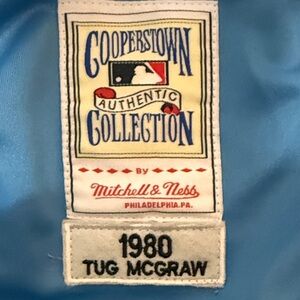 COOPERSTOWN
AUTHENTIC
COLLECTION
BY
Mitchell & Ness
PHILADELPHIA.PA.
1980
TUG MCGRAW